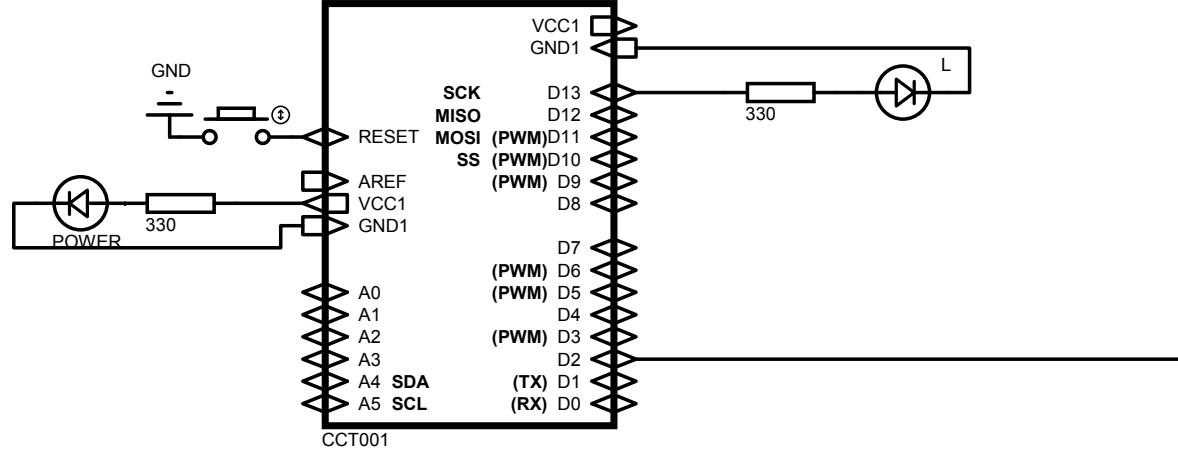 VCC1
GND1
L
GND
SCK D13
330
MISO D12
RESET MOSI (PWM)D11
SS (PWM)D10
AREF (PWM) D9
VCC1 D8
330
GND1
POWER
D7
(PWM) D6
A0 (PWM) D5
A1 D4
A2 (PWM) D3
A3 D2
A4 SDA (TX) D1
A5 SCL (RX) D0
CCT001